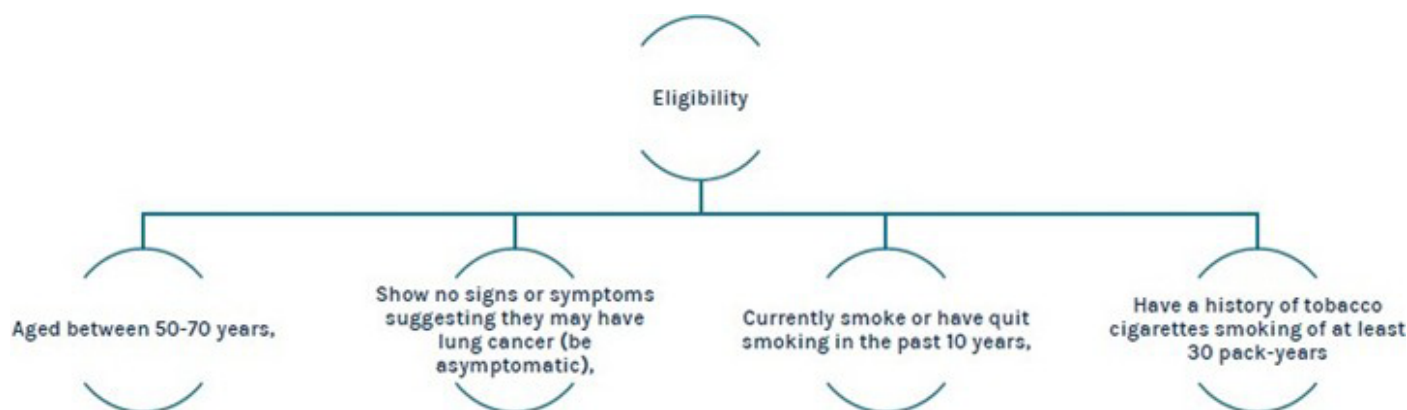 Eligibility
Aged between 50-70 years,
Show no signs or symptoms
suggesting they may have
lung cancer (be
asymptomatic),
Currently smoke or have quit
smoking in the past 10 years,
Have a history of tobacco
cigarettes smoking of at least
30 pack-years